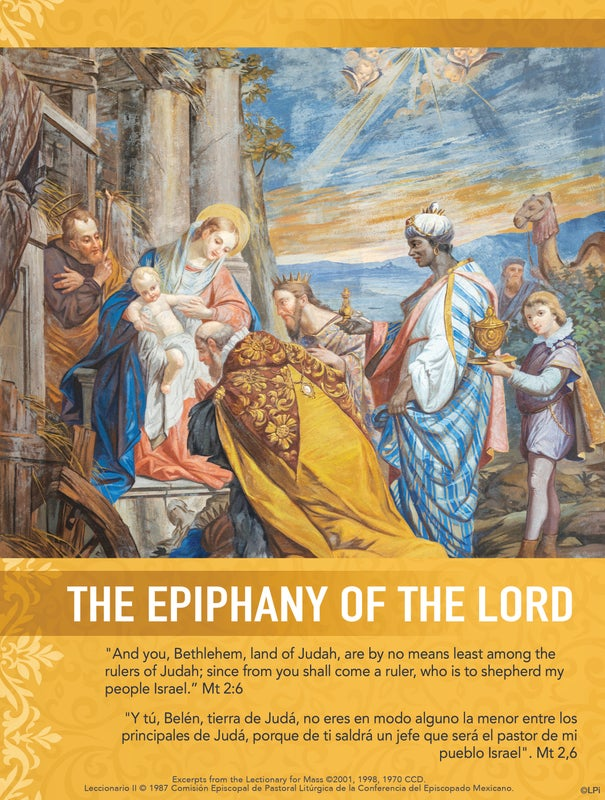 THE EPIPHANY OF THE LORD
"And you, Bethlehem, land of Judah, are by no means least among the
rulers of Judah; since from you shall come a ruler, who is to shepherd my
people Israel.” Mt 2:6
"Y tú, Belén, tierra de Judá, no eres en modo alguno la menor entre los
principales de Judá, porque de ti saldrá un jefe que será el pastor de mi
pueblo Israel". Mt 2,6
Excerpts from the Lectionary for Mass ©2001, 1998, 1970 CCD.
Leccionario II © 1987 Comisión Episcopal de Pastoral Litúrgica de la Conferencia del Episcopado Mexicano.
©LPi